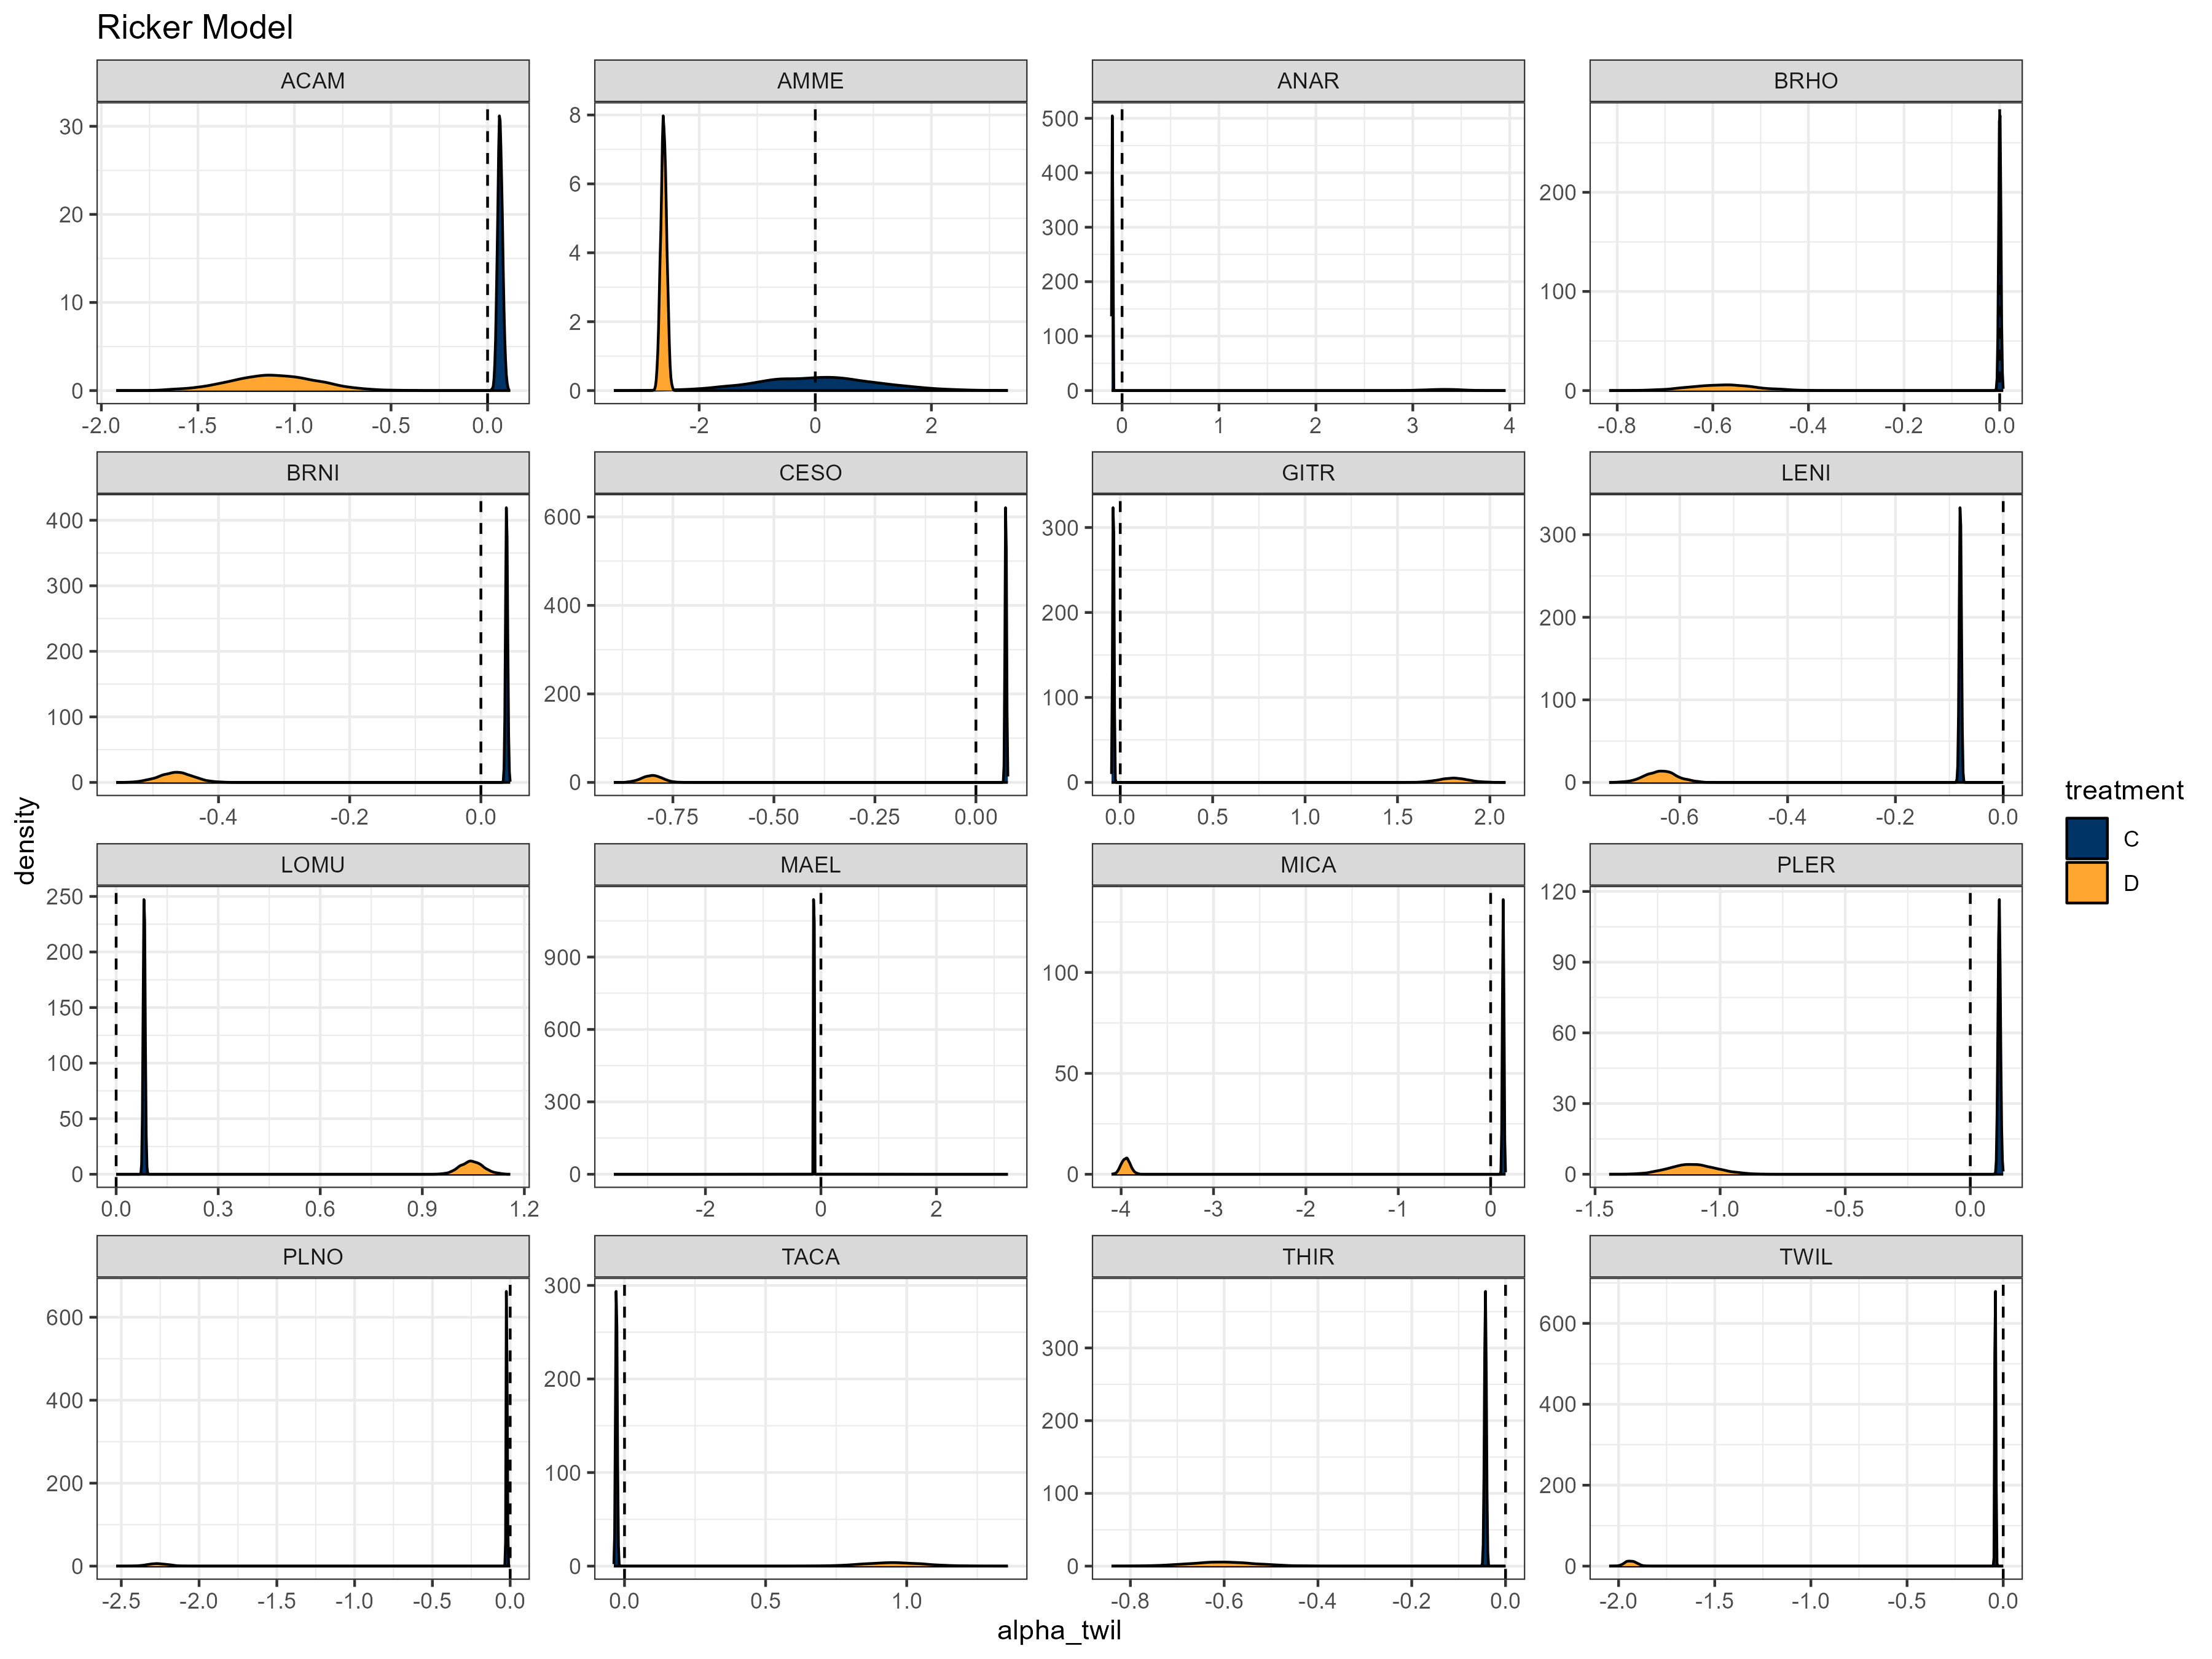 Ricker Model
ACAM AMME ANAR BRHO
30 20 10 0
8 6 4 2 0
500 400 300 200 100 0
200 100 0
-2.0 -1.5 -1.0 -0.5 0.0
-2 0 2
0 1 2 3 4
-0.8 -0.6 -0.4 -0.2 0.0
BRNI CESO GITR LENI
400 300 200 100 0
600 400 200 0
300 200 100 0
300 200 100 0
-0.4 -0.2 0.0
-0.75 -0.50 -0.25 0.00
0.0 0.5 1.0 1.5 2.0
-0.6 -0.4 -0.2 0.0
LOMU MAEL MICA PLER
250 200 150 100 50 0
900 600 300 0
100 50 0
120 90 60 30 0
0.0 0.3 0.6 0.9 1.2
-2 0 2
-4 -3 -2 -1 0
-1.5 -1.0 -0.5 0.0
PLNO TACA THIR TWIL
600 400 200 0
300 200 100 0
300 200 100 0
600 400 200 0
-2.5 -2.0 -1.5 -1.0 -0.5 0.0
0.0 0.5 1.0
-0.8 -0.6 -0.4 -0.2 0.0
-2.0 -1.5 -1.0 -0.5 0.0
alpha_twil
density
treatment
C
D